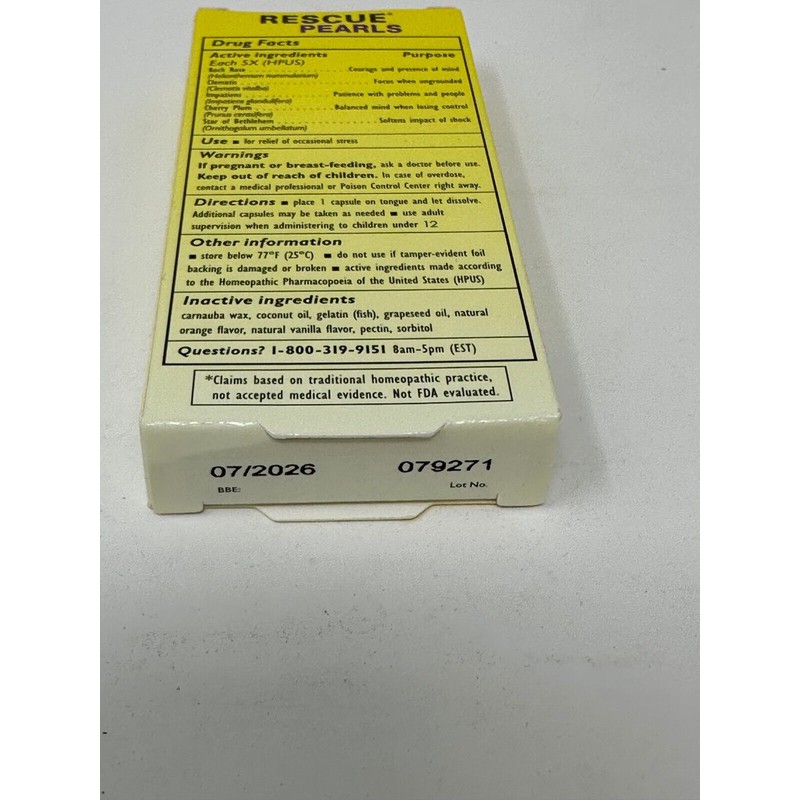 RESCUE®
PEARLS
Drug Facts
Active ingredients Purpose
Each 5X (HPUS)
Rock Rose Courage and presence of mind
(Helianthemum nummularium)
Clematis Focus when ungrounded
(Clematis vitalba)
Impatiens Patience with problems and people
(Impatiens glandulifera)
Cherry Plum Balanced mind when losing control
(Prunus cerasifera)
Star of Bethlehem Softens impact of shock
(Ornithogalum umbellatum)
Use ■ for relief of occasional stress
Warnings
If pregnant or breast-feeding, ask a doctor before use.
Keep out of reach of children. In case of overdose,
contact a medical professional or Poison Control Center right away.
Directions ■ place 1 capsule on tongue and let dissolve.
Additional capsules may be taken as needed ■ use adult
supervision when administering to children under 12
Other information
■ store below 77°F (25°C) ■ do not use if tamper-evident foil
backing is damaged or broken ■ active ingredients made according
to the Homeopathic Pharmacopoeia of the United States (HPUS)
Inactive ingredients
carnauba wax, coconut oil, gelatin (fish), grapeseed oil, natural
orange flavor, natural vanilla flavor, pectin, sorbitol
Questions? 1-800-319-9151 8am-5pm (EST)
*Claims based on traditional homeopathic practice,
not accepted medical evidence. Not FDA evaluated.
07/2026 079271
BBE: Lot No.